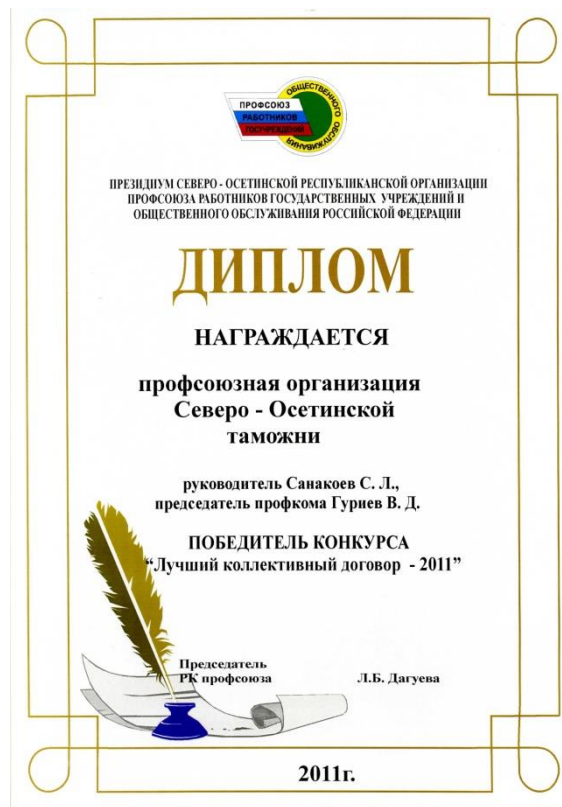 ПРОФСОЮЗ
РАБОТНИКОВ
ГОСУЧРЕЖДЕНИЙ
ОБЩЕСТВЕННОГО ОБСЛУЖИВАНИЯ
ПРЕЗИДИУМ СЕВЕРО - ОСЕТИНСКОЙ РЕСПУБЛИКАНСКОЙ ОРГАНИЗАЦИИ
ПРОФСОЮЗА РАБОТНИКОВ ГОСУДАРСТВЕННЫХ УЧРЕЖДЕНИЙ И
ОБЩЕСТВЕННОГО ОБСЛУЖИВАНИЯ РОССИЙСКОЙ ФЕДЕРАЦИИ
ДИПЛОМ
НАГРАЖДАЕТСЯ
профсоюзная организация
Северо - Осетинской
таможни
руководитель Санакоев С. Л.,
председатель профкома Гуриев В. Д.
ПОБЕДИТЕЛЬ КОНКУРСА
“Лучший коллективный договор - 2011”
Председатель
РК профсоюза Л.Б. Дагуева
2011г.